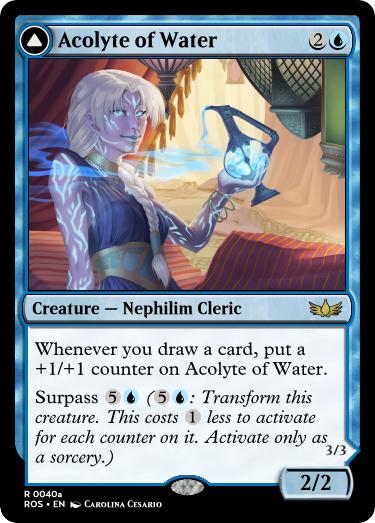 Acolyte of Water 2
Creature — Nephilim Cleric
Whenever you draw a card, put a
+1/+1 counter on Acolyte of Water.
Surpass 5 (5: Transform this
creature. This costs 1 less to activate
for each counter on it. Activate only as
a sorcery.)
3/3
2/2
R 0040a
ROS • EN Carolina Cesario